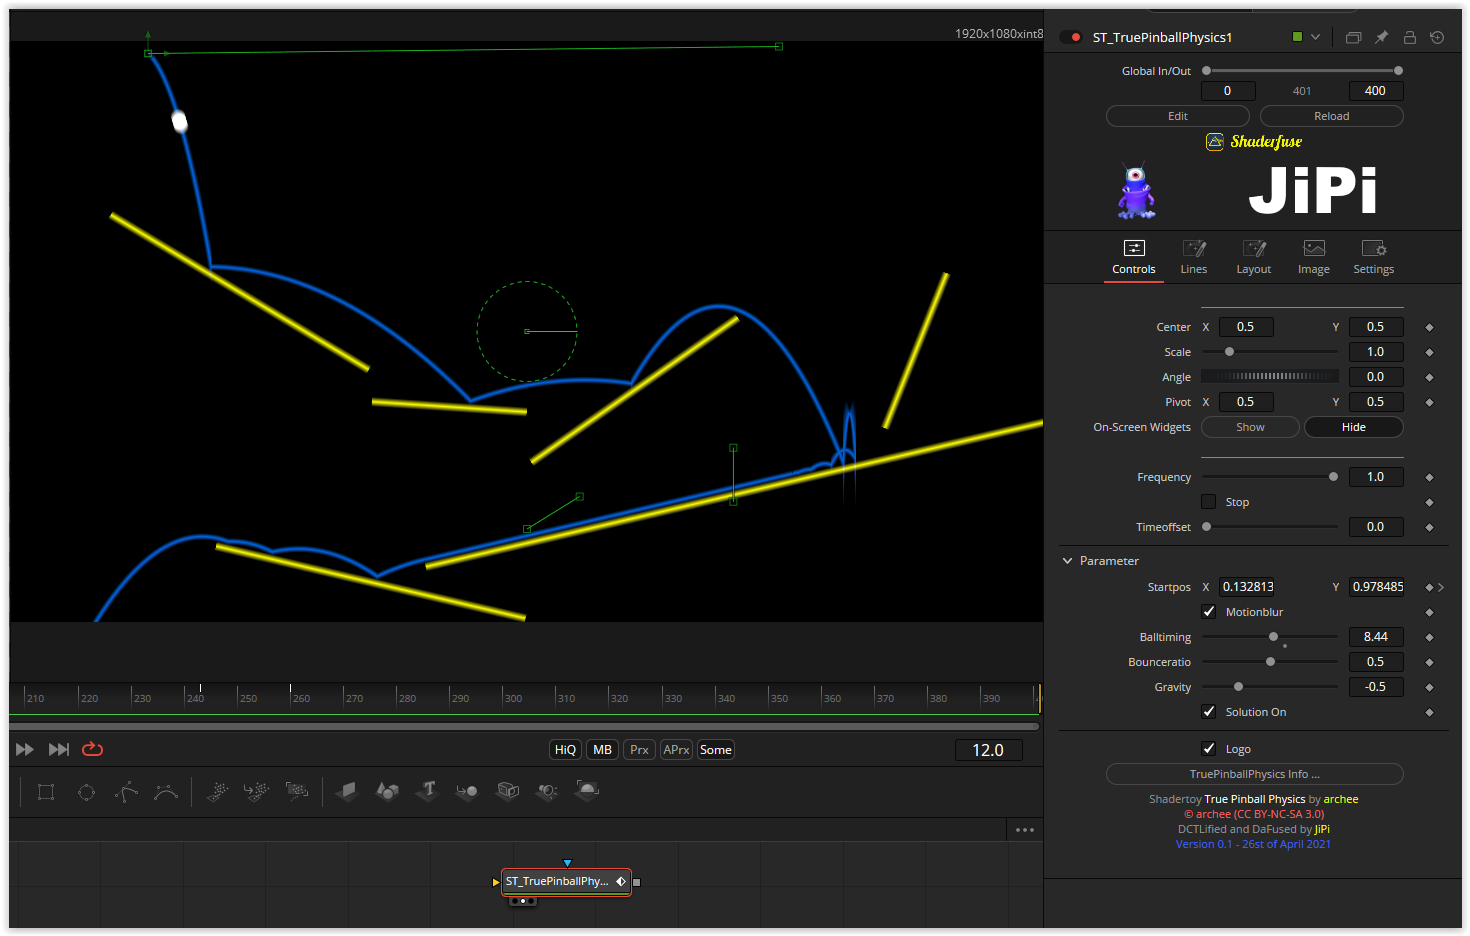 1920x1080xint8
ST_TruePinballPhysics1
Global In/Out
0 401 400
Edit Reload
Shaderfuse
JiPi
Controls Lines Layout Image Settings
Center X 0.5 Y 0.5
Scale 1.0
Angle 0.0
Pivot X 0.5 Y 0.5
On-Screen Widgets Show Hide
Frequency 1.0
Stop
Timeoffset 0.0
Parameter
Startpos X 0.132813 Y 0.978485
Motionblur
Balltiming 8.44
Bounceratio 0.5
Gravity -0.5
Solution On
Logo
TruePinballPhysics Info ...
Shadertoy True Pinball Physics by archee
© archee (CC BY-NC-SA 3.0)
DCTLified and DaFused by JiPi
Version 0.1 - 26st of April 2021
210 220 230 240 250 260 270 280 290 300 310 320 330 340 350 360 370 380 390
HiQ MB Prx APrx Some 12.0
T
ST_TruePinballPhy...